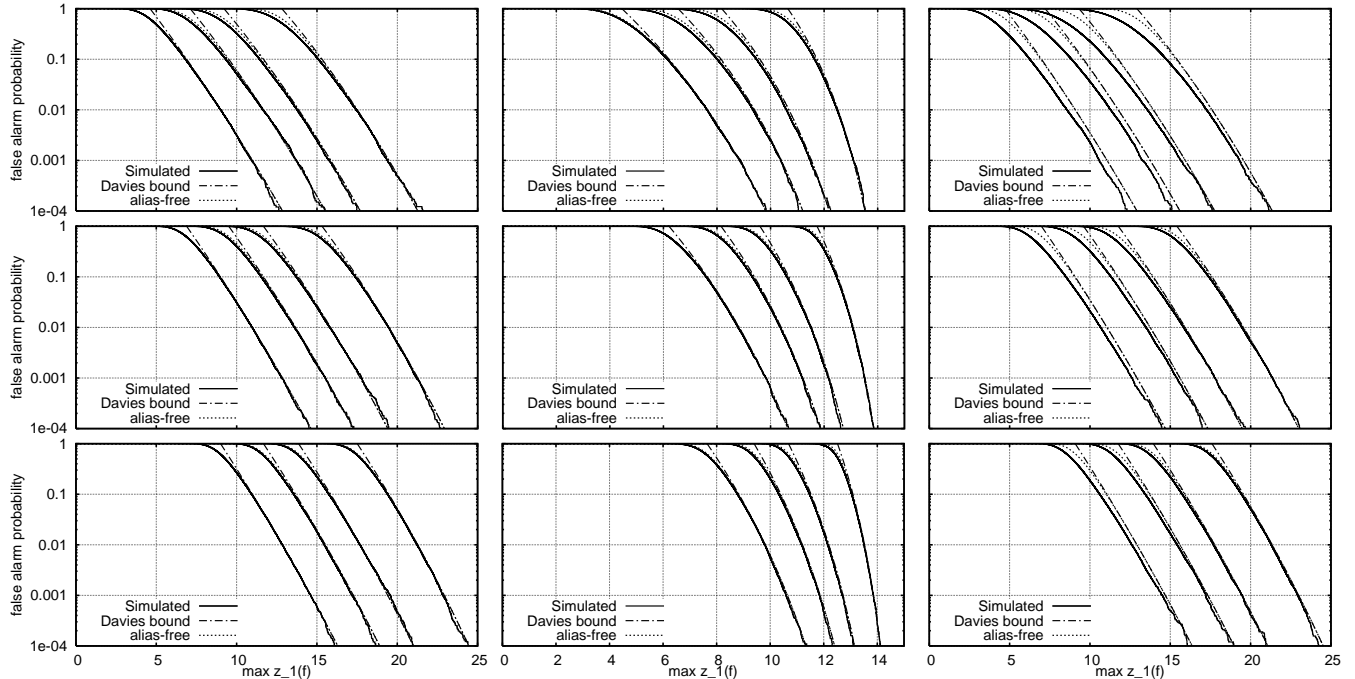 false alarm probability
1
0.1
0.01
0.001
1e-04
Simulated
Davies bound
alias-free
Simulated
Davies bound
alias-free
Simulated
Davies bound
alias-free
false alarm probability
1
0.1
0.01
0.001
1e-04
Simulated
Davies bound
alias-free
Simulated
Davies bound
alias-free
Simulated
Davies bound
alias-free
false alarm probability
1
0.1
0.01
0.001
1e-04
Simulated
Davies bound
alias-free
Simulated
Davies bound
alias-free
Simulated
Davies bound
alias-free
0 5 10 15 20 25
max z_1(f)
0 2 4 6 8 10 12 14
max z_1(f)
0 5 10 15 20 25
max z_1(f)